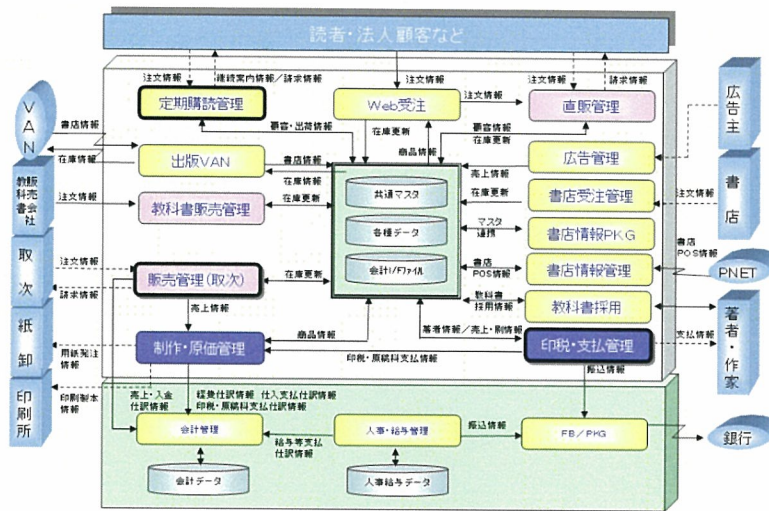 読者・法人顧客など
注文情報
継続案内情報/請求情報
注文情報
注文情報
請求情報
VAN
定期購読管理
Web受注
注文情報
直販管理
広告主
書店情報
顧客・出荷情報
在庫更新
顧客情報
在庫更新
商品情報
在庫情報
出版VAN
書店情報
在庫情報
売上情報
広告管理
教科書
販売会社
注文情報
教科書販売管理
在庫更新
共通マスタ
在庫更新
書店受注管理
注文情報
書店
各種データ
マスタ
連携
書店情報PKG
取次
注文情報
請求情報
販売管理(取次)
在庫更新
会計I/Fファイル
書店
POS情報
書店情報管理
書店
POS情報
PNET
売上情報
教科書
採用情報
教科書採用
著者・作家
紙卸
用紙発注
情報
制作・原価管理
商品情報
著者情報/売上・刷情報
印税・原稿料支払情報
印税・支払管理
支払情報
印刷所
印刷製本
情報
売上・入金
仕訳情報
経費仕訳情報 仕入支払仕訳情報
印税・原稿料支払仕訳情報
振込情報
会計管理
給与等支払
仕訳情報
人事・給与管理
振込情報
FB/PKG
銀行
会計データ
人事給与データ